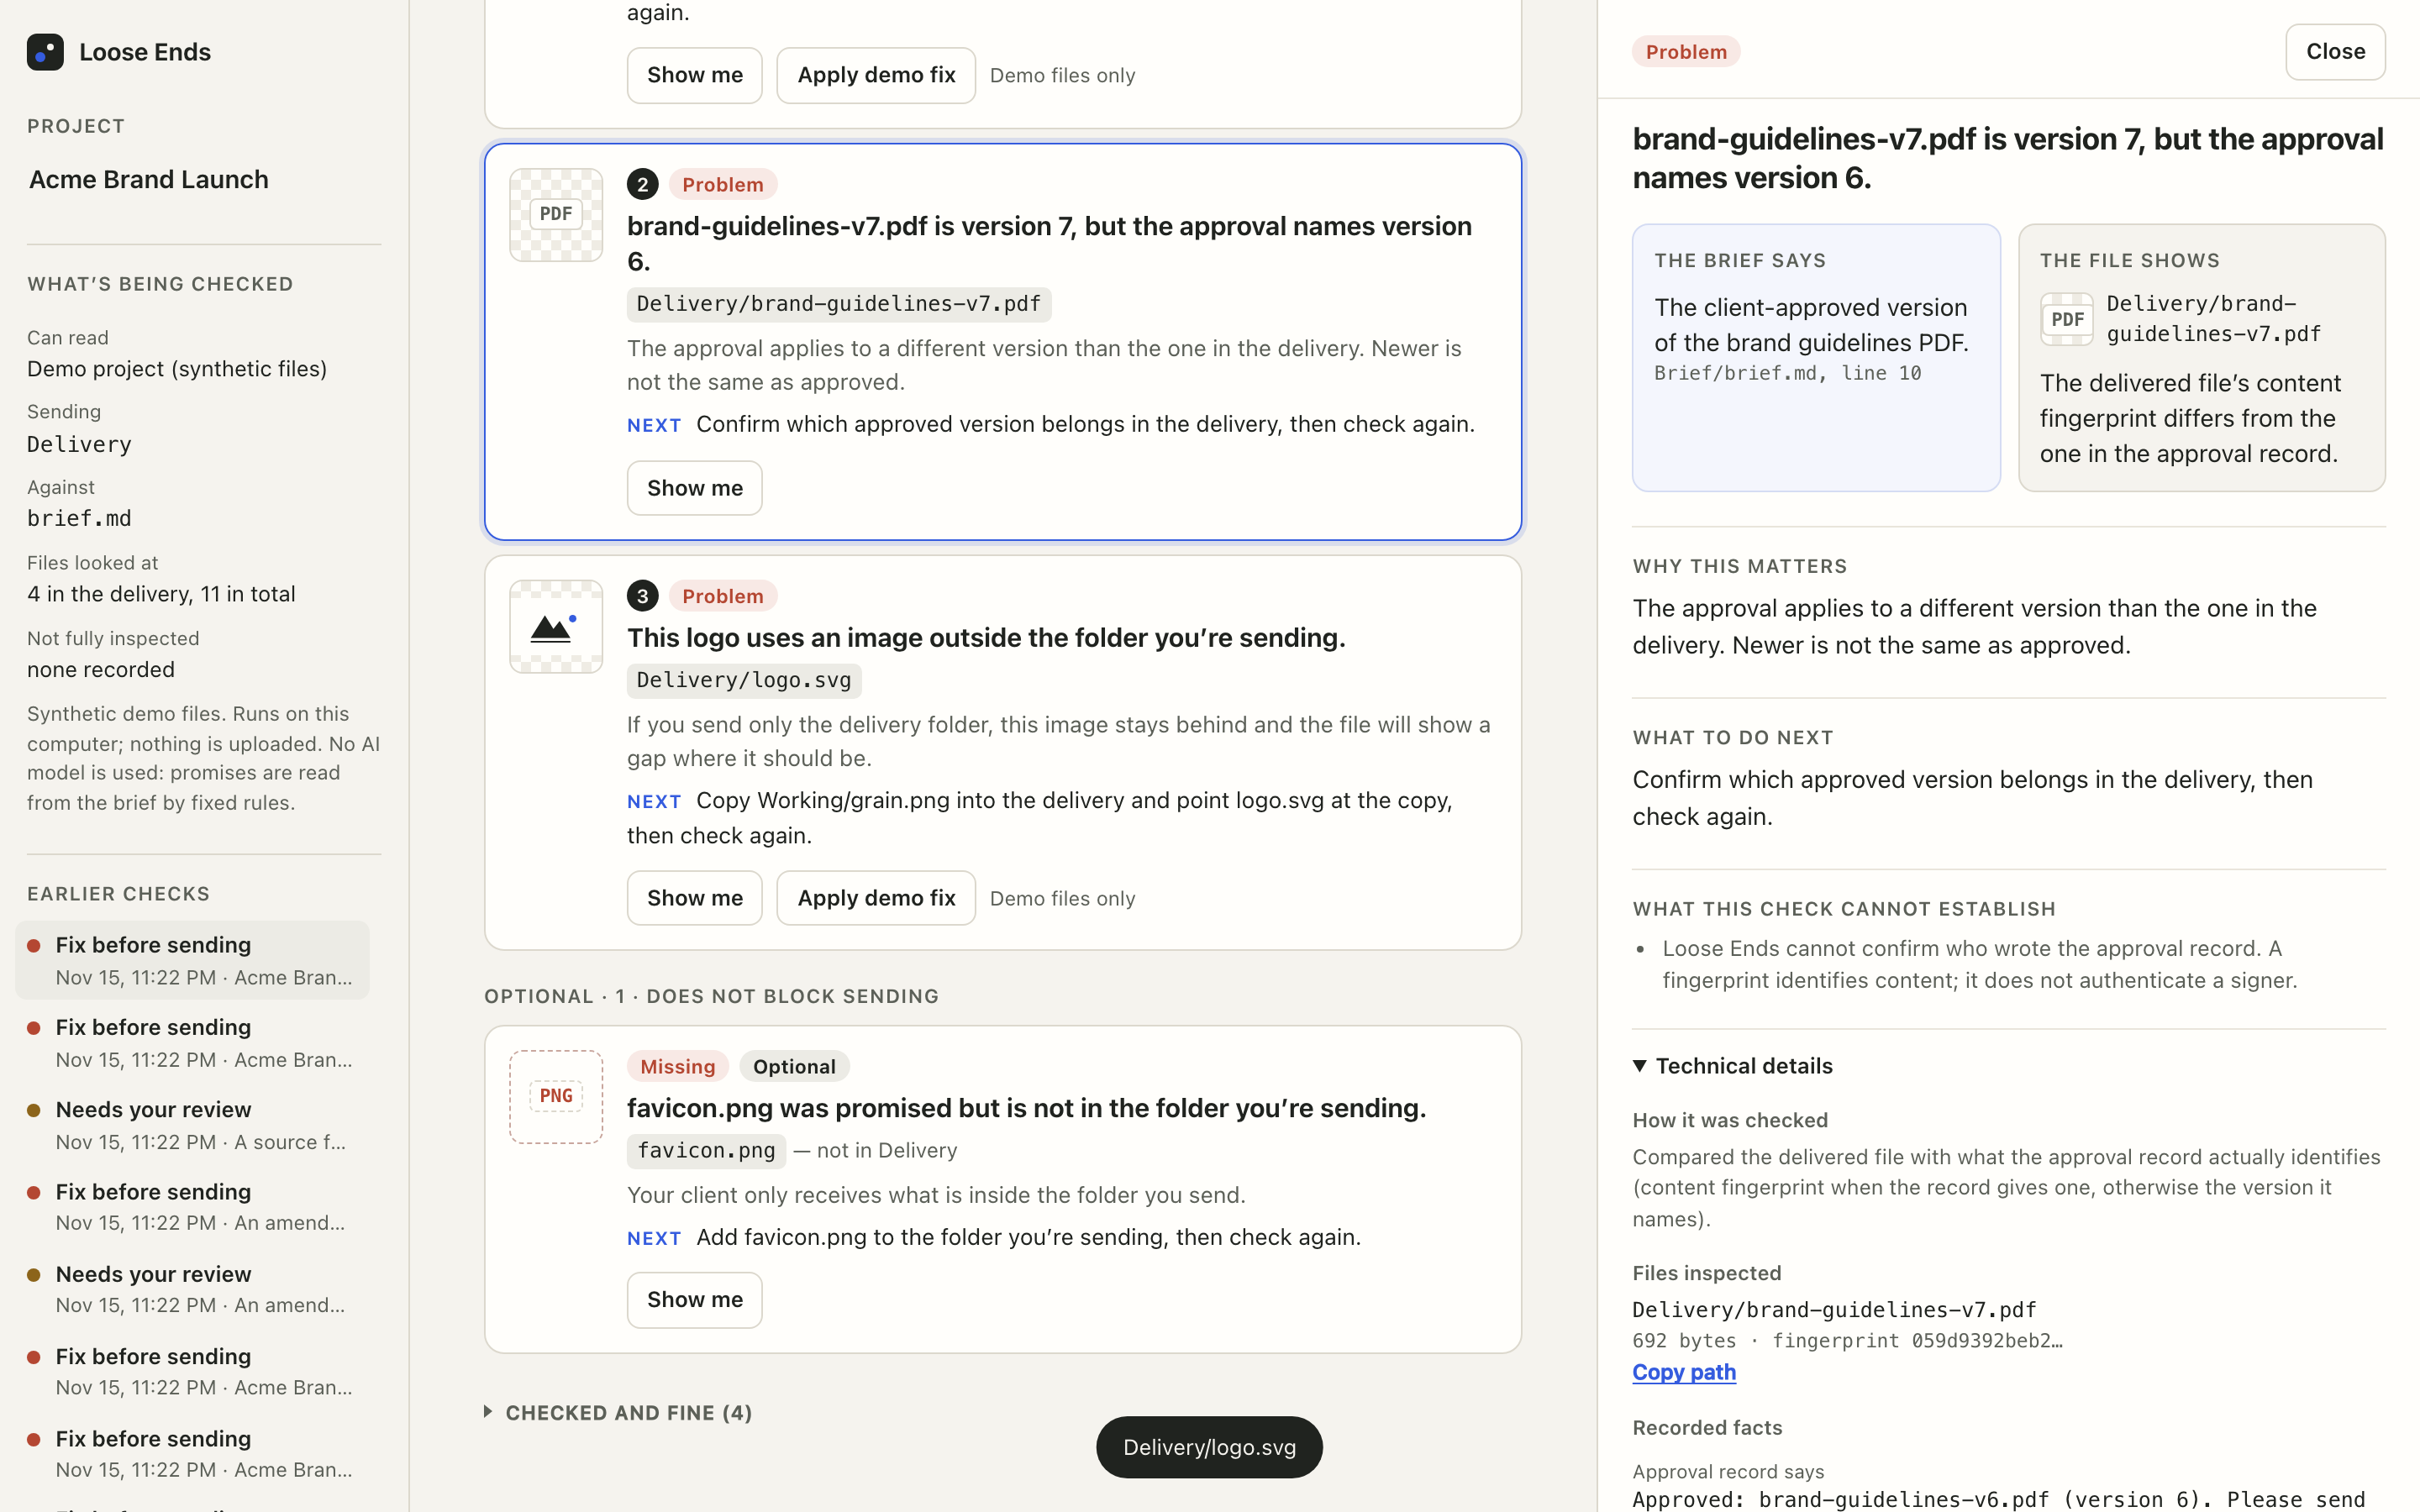 Loose Ends
PROJECT
Acme Brand Launch
WHAT’S BEING CHECKED
Can read
Demo project (synthetic files)
Sending
Delivery
Against
brief.md
Files looked at
4 in the delivery, 11 in total
Not fully inspected
none recorded
Synthetic demo files. Runs on this
computer; nothing is uploaded. No AI
model is used: promises are read
from the brief by fixed rules.
EARLIER CHECKS
Fix before sending
Nov 15, 11:22 PM · Acme Bran…
Fix before sending
Nov 15, 11:22 PM · Acme Bran…
Needs your review
Nov 15, 11:22 PM · A source f…
Fix before sending
Nov 15, 11:22 PM · An amend…
Needs your review
Nov 15, 11:22 PM · An amend…
Fix before sending
Nov 15, 11:22 PM · Acme Bran…
Fix before sending
Nov 15, 11:22 PM · Acme Bran…
again.
Show me
Apply demo fix
Demo files only
PDF
2
Problem
brand-guidelines-v7.pdf is version 7, but the approval names version
6.
Delivery/brand-guidelines-v7.pdf
The approval applies to a different version than the one in the delivery. Newer is
not the same as approved.
NEXT Confirm which approved version belongs in the delivery, then check again.
Show me
3
Problem
This logo uses an image outside the folder you’re sending.
Delivery/logo.svg
If you send only the delivery folder, this image stays behind and the file will show a
gap where it should be.
NEXT Copy Working/grain.png into the delivery and point logo.svg at the copy,
then check again.
Show me
Apply demo fix
Demo files only
OPTIONAL · 1 · DOES NOT BLOCK SENDING
PNG
Missing
Optional
favicon.png was promised but is not in the folder you’re sending.
favicon.png — not in Delivery
Your client only receives what is inside the folder you send.
NEXT Add favicon.png to the folder you’re sending, then check again.
Show me
CHECKED AND FINE (4)
Delivery/logo.svg
Problem
Close
brand-guidelines-v7.pdf is version 7, but the approval
names version 6.
THE BRIEF SAYS
The client-approved version
of the brand guidelines PDF.
Brief/brief.md, line 10
THE FILE SHOWS
PDF
Delivery/brand-
guidelines-v7.pdf
The delivered file’s content
fingerprint differs from the
one in the approval record.
WHY THIS MATTERS
The approval applies to a different version than the one in the
delivery. Newer is not the same as approved.
WHAT TO DO NEXT
Confirm which approved version belongs in the delivery, then
check again.
WHAT THIS CHECK CANNOT ESTABLISH
• Loose Ends cannot confirm who wrote the approval record. A
fingerprint identifies content; it does not authenticate a signer.
Technical details
How it was checked
Compared the delivered file with what the approval record actually identifies
(content fingerprint when the record gives one, otherwise the version it
names).
Files inspected
Delivery/brand-guidelines-v7.pdf
692 bytes · fingerprint 059d9392beb2…
Copy path
Recorded facts
Approval record says
Approved: brand-guidelines-v6.pdf (version 6). Please send